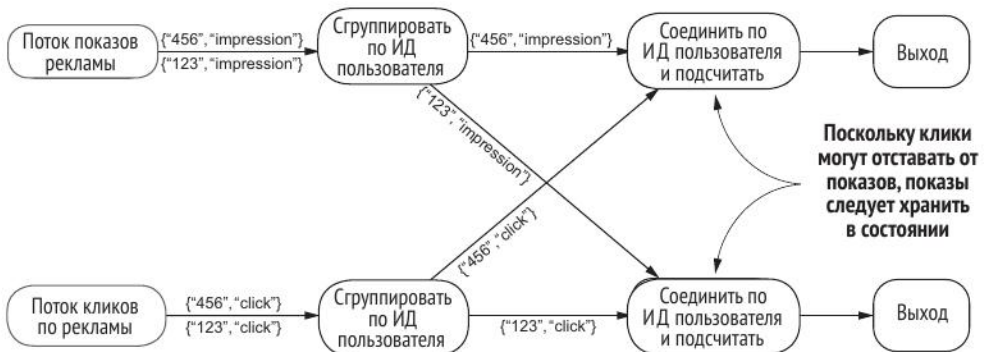 Поток показов
рекламы
{“456”, “impression”}
{“123”, “impression”}
Сгруппировать
по ИД
пользователя
{“456”, “impression”}
Соединить по
ИД пользователя
и подсчитать
Выход
{“123”, “impression”}
{“456”, “click”}
Поскольку клики
могут отставать от
показов, показы
следует хранить
в состоянии
Поток кликов
по рекламы
{“456”, “click”}
{“123”, “click”}
Сгруппировать
по ИД
пользователя
{“123”, “click”}
Соединить по
ИД пользователя
и подсчитать
Выход